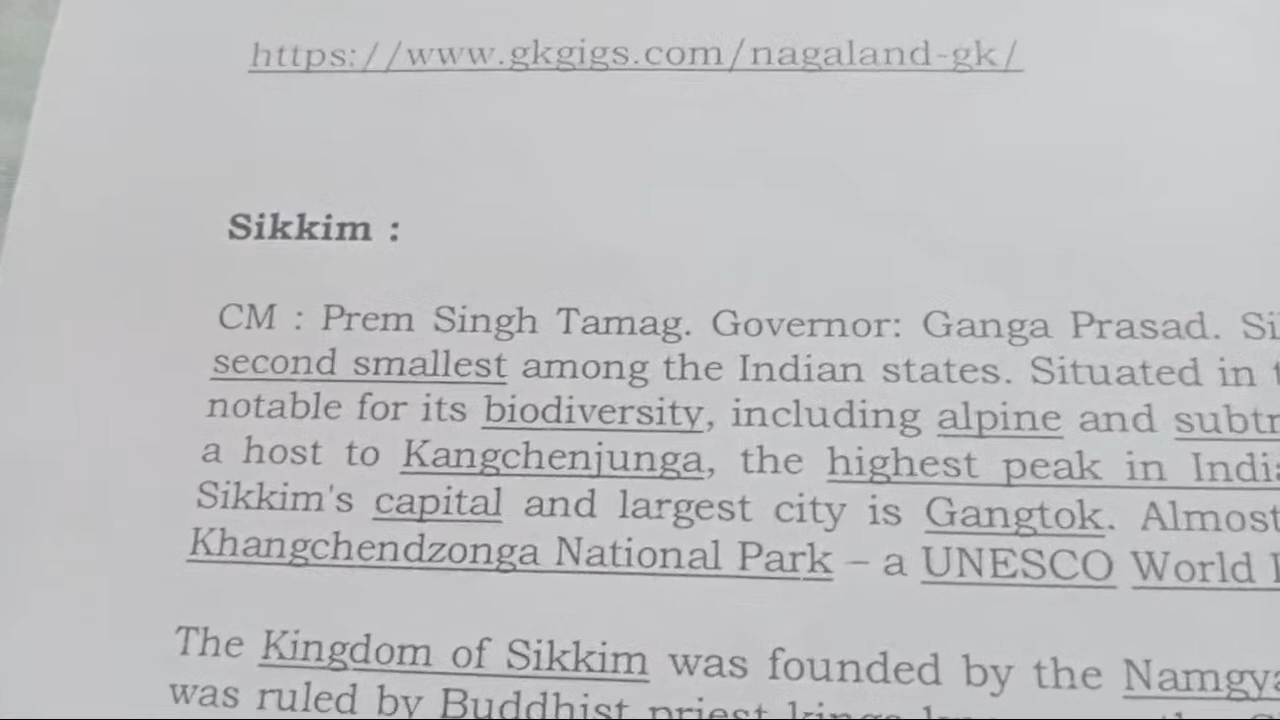 https://www.gkgigs.com/nagaland-gk/
Sikkim :
CM : Prem Singh Tamag. Governor: Ganga Prasad.
second smallest among the Indian states. Situated in
notable for its biodiversity, including alpine and
a host to Kangchenjunga, the highest peak in
Sikkim's capital and largest city is Gangtok. Almost
Khangchendzonga National Park – a UNESCO World
The Kingdom of Sikkim was founded by the
was ruled by Buddhist priest kings